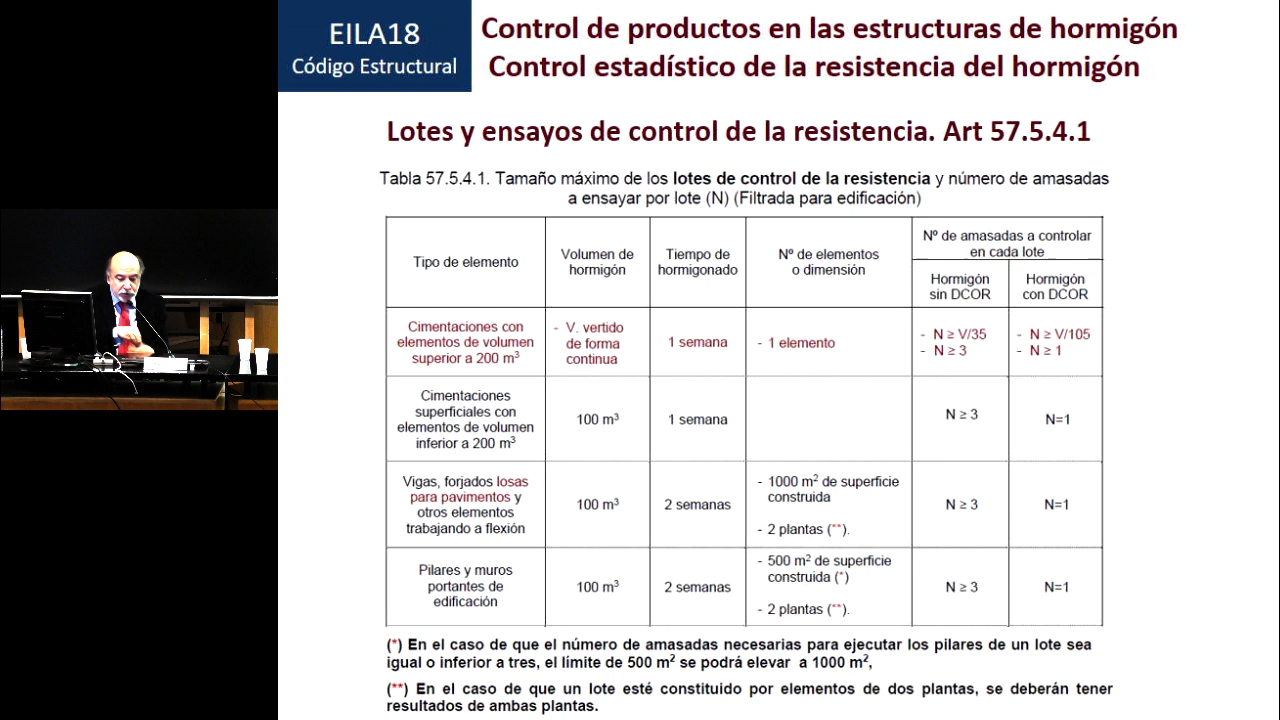 EILA18
Código Estructural
Control de productos en las estructuras de hormigón
Control estadístico de la resistencia del hormigón
Lotes y ensayos de control de la resistencia. Art 57.5.4.1
Tabla 57.5.4.1. Tamaño máximo de los lotes de control de la resistencia y número de amasadas
a ensayar por lote (N) (Filtrada para edificación)
Tipo de elemento
Volumen de
hormigón
Tiempo de
hormigonado
Nº de elementos
o dimensión
Nº de amasadas a controlar
en cada lote
Hormigón
sin DCOR
Hormigón
con DCOR
Cimentaciones con
elementos de volumen
superior a 200 m³
- V. vertido
de forma
continua
1 semana
- 1 elemento
- N ≥ V/35
- N ≥ 3
- N ≥ V/105
- N ≥ 1
Cimentaciones
superficiales con
elementos de volumen
inferior a 200 m³
100 m³
1 semana
N ≥ 3
N=1
Vigas, forjados losas
para pavimentos y
otros elementos
trabajando a flexión
100 m³
2 semanas
- 1000 m² de superficie
construida
- 2 plantas (**).
N ≥ 3
N=1
Pilares y muros
portantes de
edificación
100 m³
2 semanas
- 500 m² de superficie
construida (*)
- 2 plantas (**).
N ≥ 3
N=1
(*) En el caso de que el número de amasadas necesarias para ejecutar los pilares de un lote sea
igual o inferior a tres, el límite de 500 m² se podrá elevar a 1000 m²,
(**) En el caso de que un lote esté constituido por elementos de dos plantas, se deberán tener
resultados de ambas plantas.